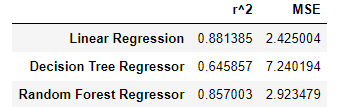 r^2 MSE
Linear Regression 0.881385 2.425004
Decision Tree Regressor 0.645857 7.240194
Random Forest Regressor 0.857003 2.923479